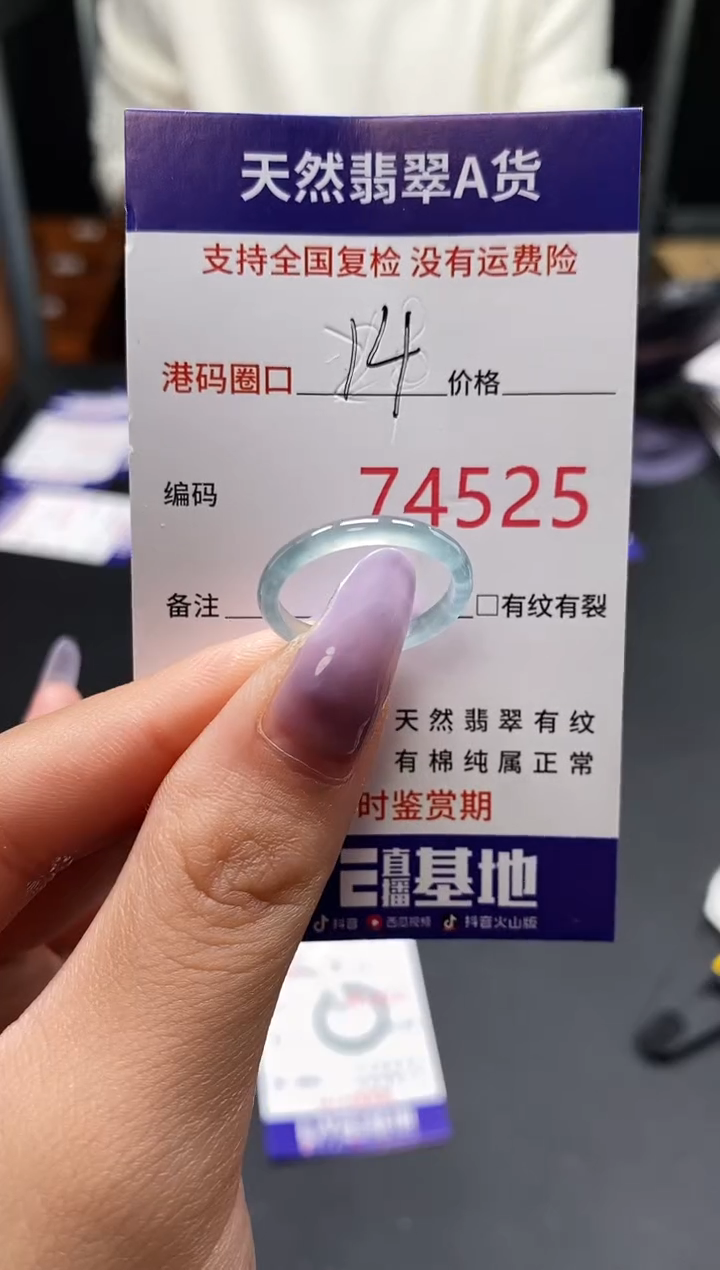 天然翡翠A货
支持全国复检 没有运费险
港码圈口 14 价格
编码 74525
备注 □有纹有裂
天然翡翠有纹
有棉纯属正常
时鉴赏期
直播基地
抖音 西瓜视频 抖音火山版